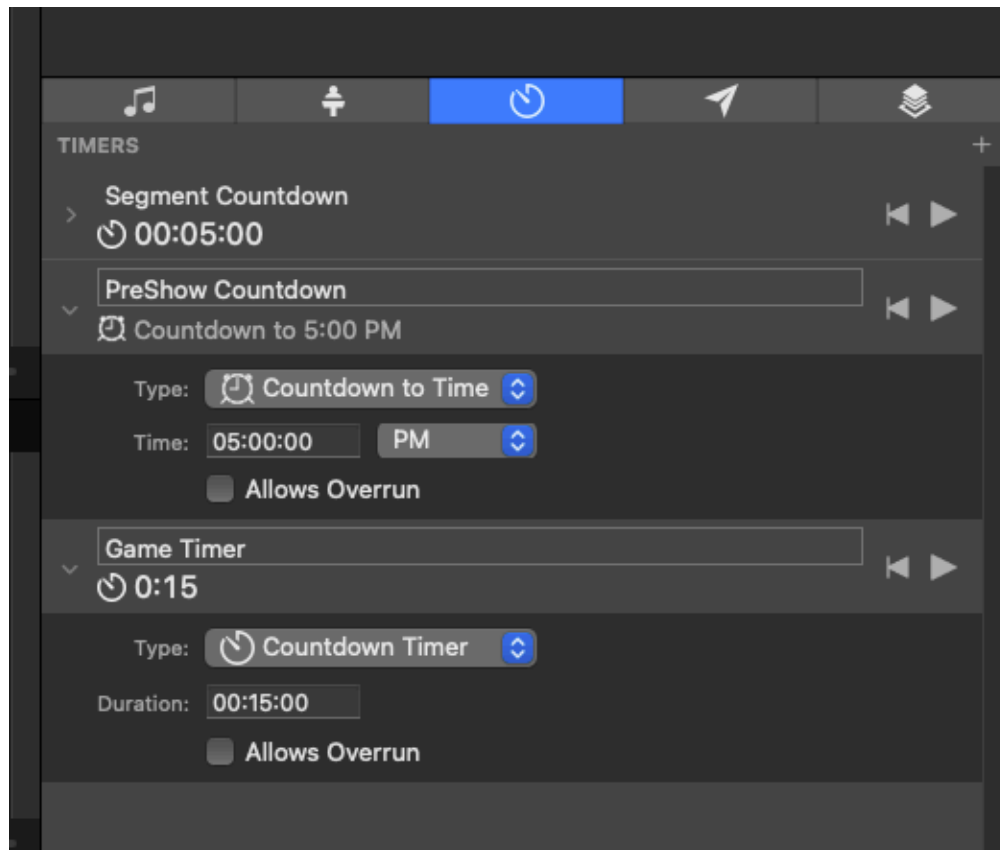 TIMERS
Segment Countdown
00:05:00
PreShow Countdown
Countdown to 5:00 PM
Type: Countdown to Time
Time: 05:00:00 PM
Allows Overrun
Game Timer
0:15
Type: Countdown Timer
Duration: 00:15:00
Allows Overrun